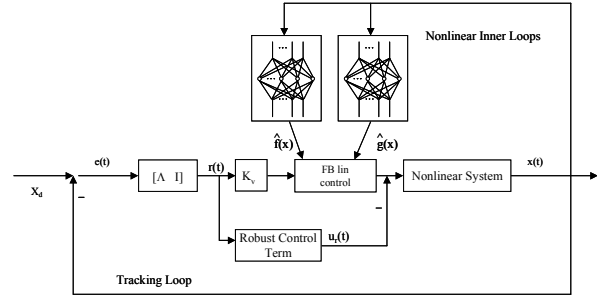 Nonlinear Inner Loops
...
...
...
...
f̂(x)
ĝ(x)
e(t)
[Λ I]
r(t)
K_v
FB lin
control
Nonlinear System
x(t)
X_d
−
−
Robust Control
Term
u_r(t)
Tracking Loop